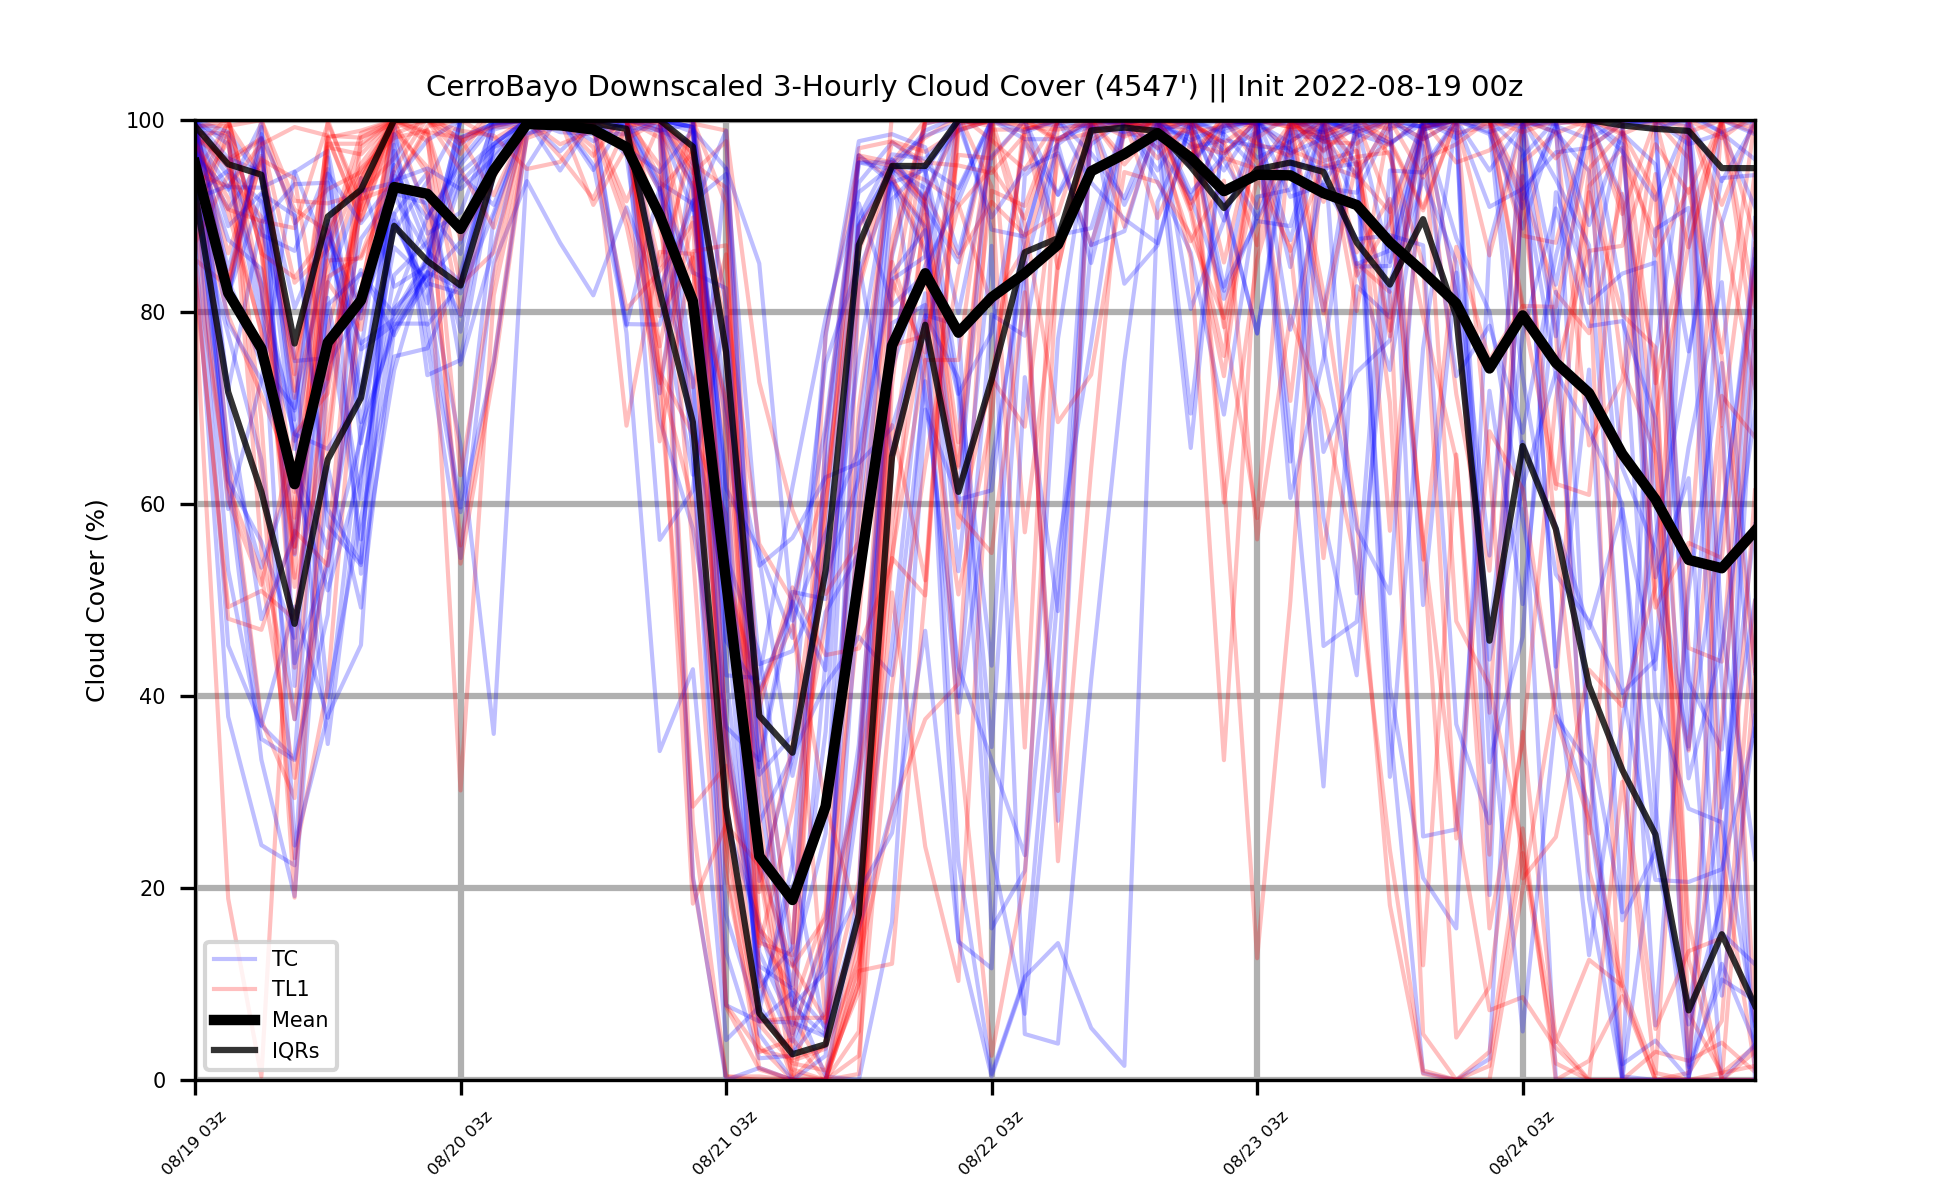 CerroBayo Downscaled 3-Hourly Cloud Cover (4547') || Init 2022-08-19 00z
Cloud Cover (%)
100
80
60
40
20
0
TC
TL1
Mean
IQRs
08/19 03z
08/20 03z
08/21 03z
08/22 03z
08/23 03z
08/24 03z